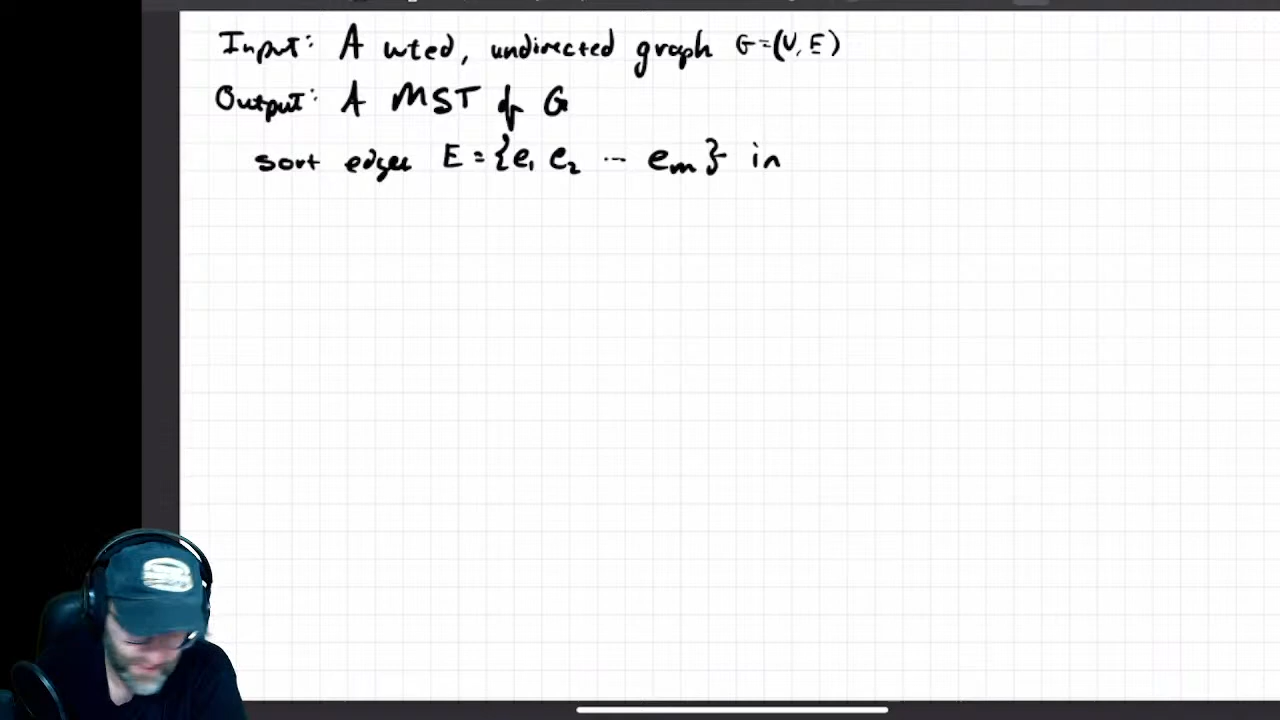 Input: A wted, undirected graph G=(V, E)
Output: A MST of G
sort edges E = {e₁ e₂ ... eₘ} in